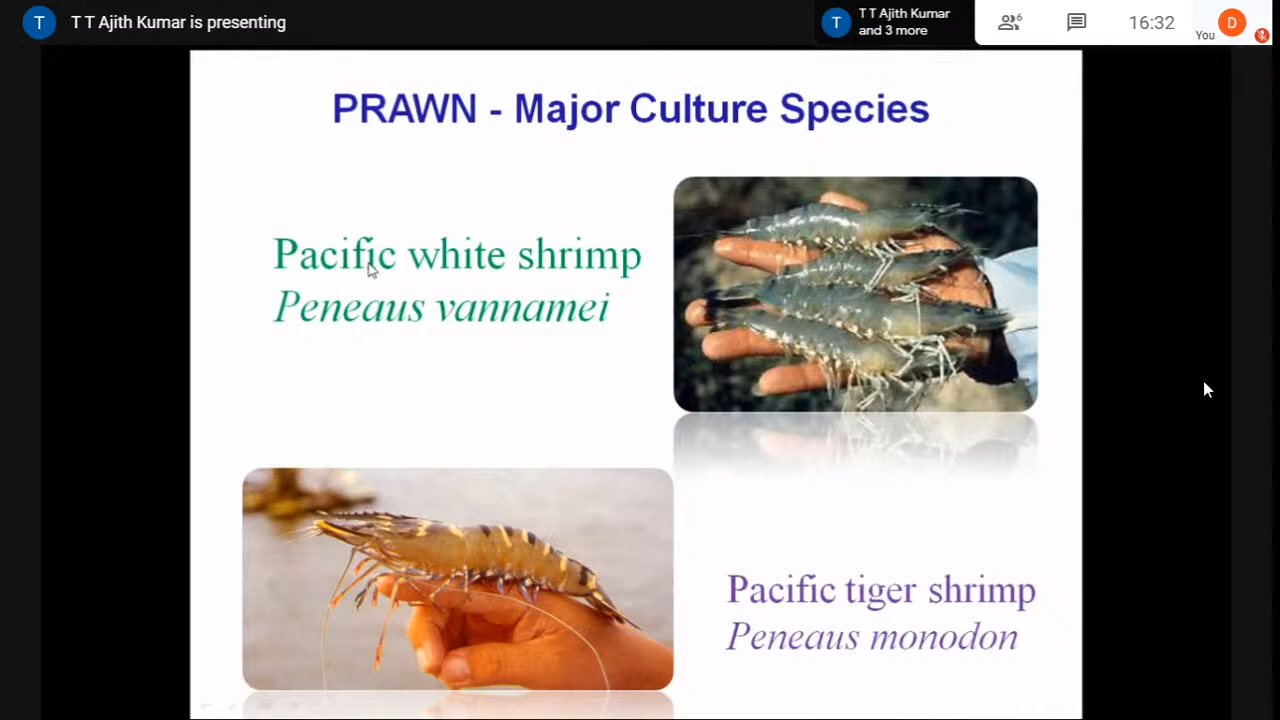 T
T T Ajith Kumar is presenting
T
T T Ajith Kumar
and 3 more
6
16:32
You
D
PRAWN - Major Culture Species
Pacific white shrimp
Peneaus vannamei
Pacific tiger shrimp
Peneaus monodon